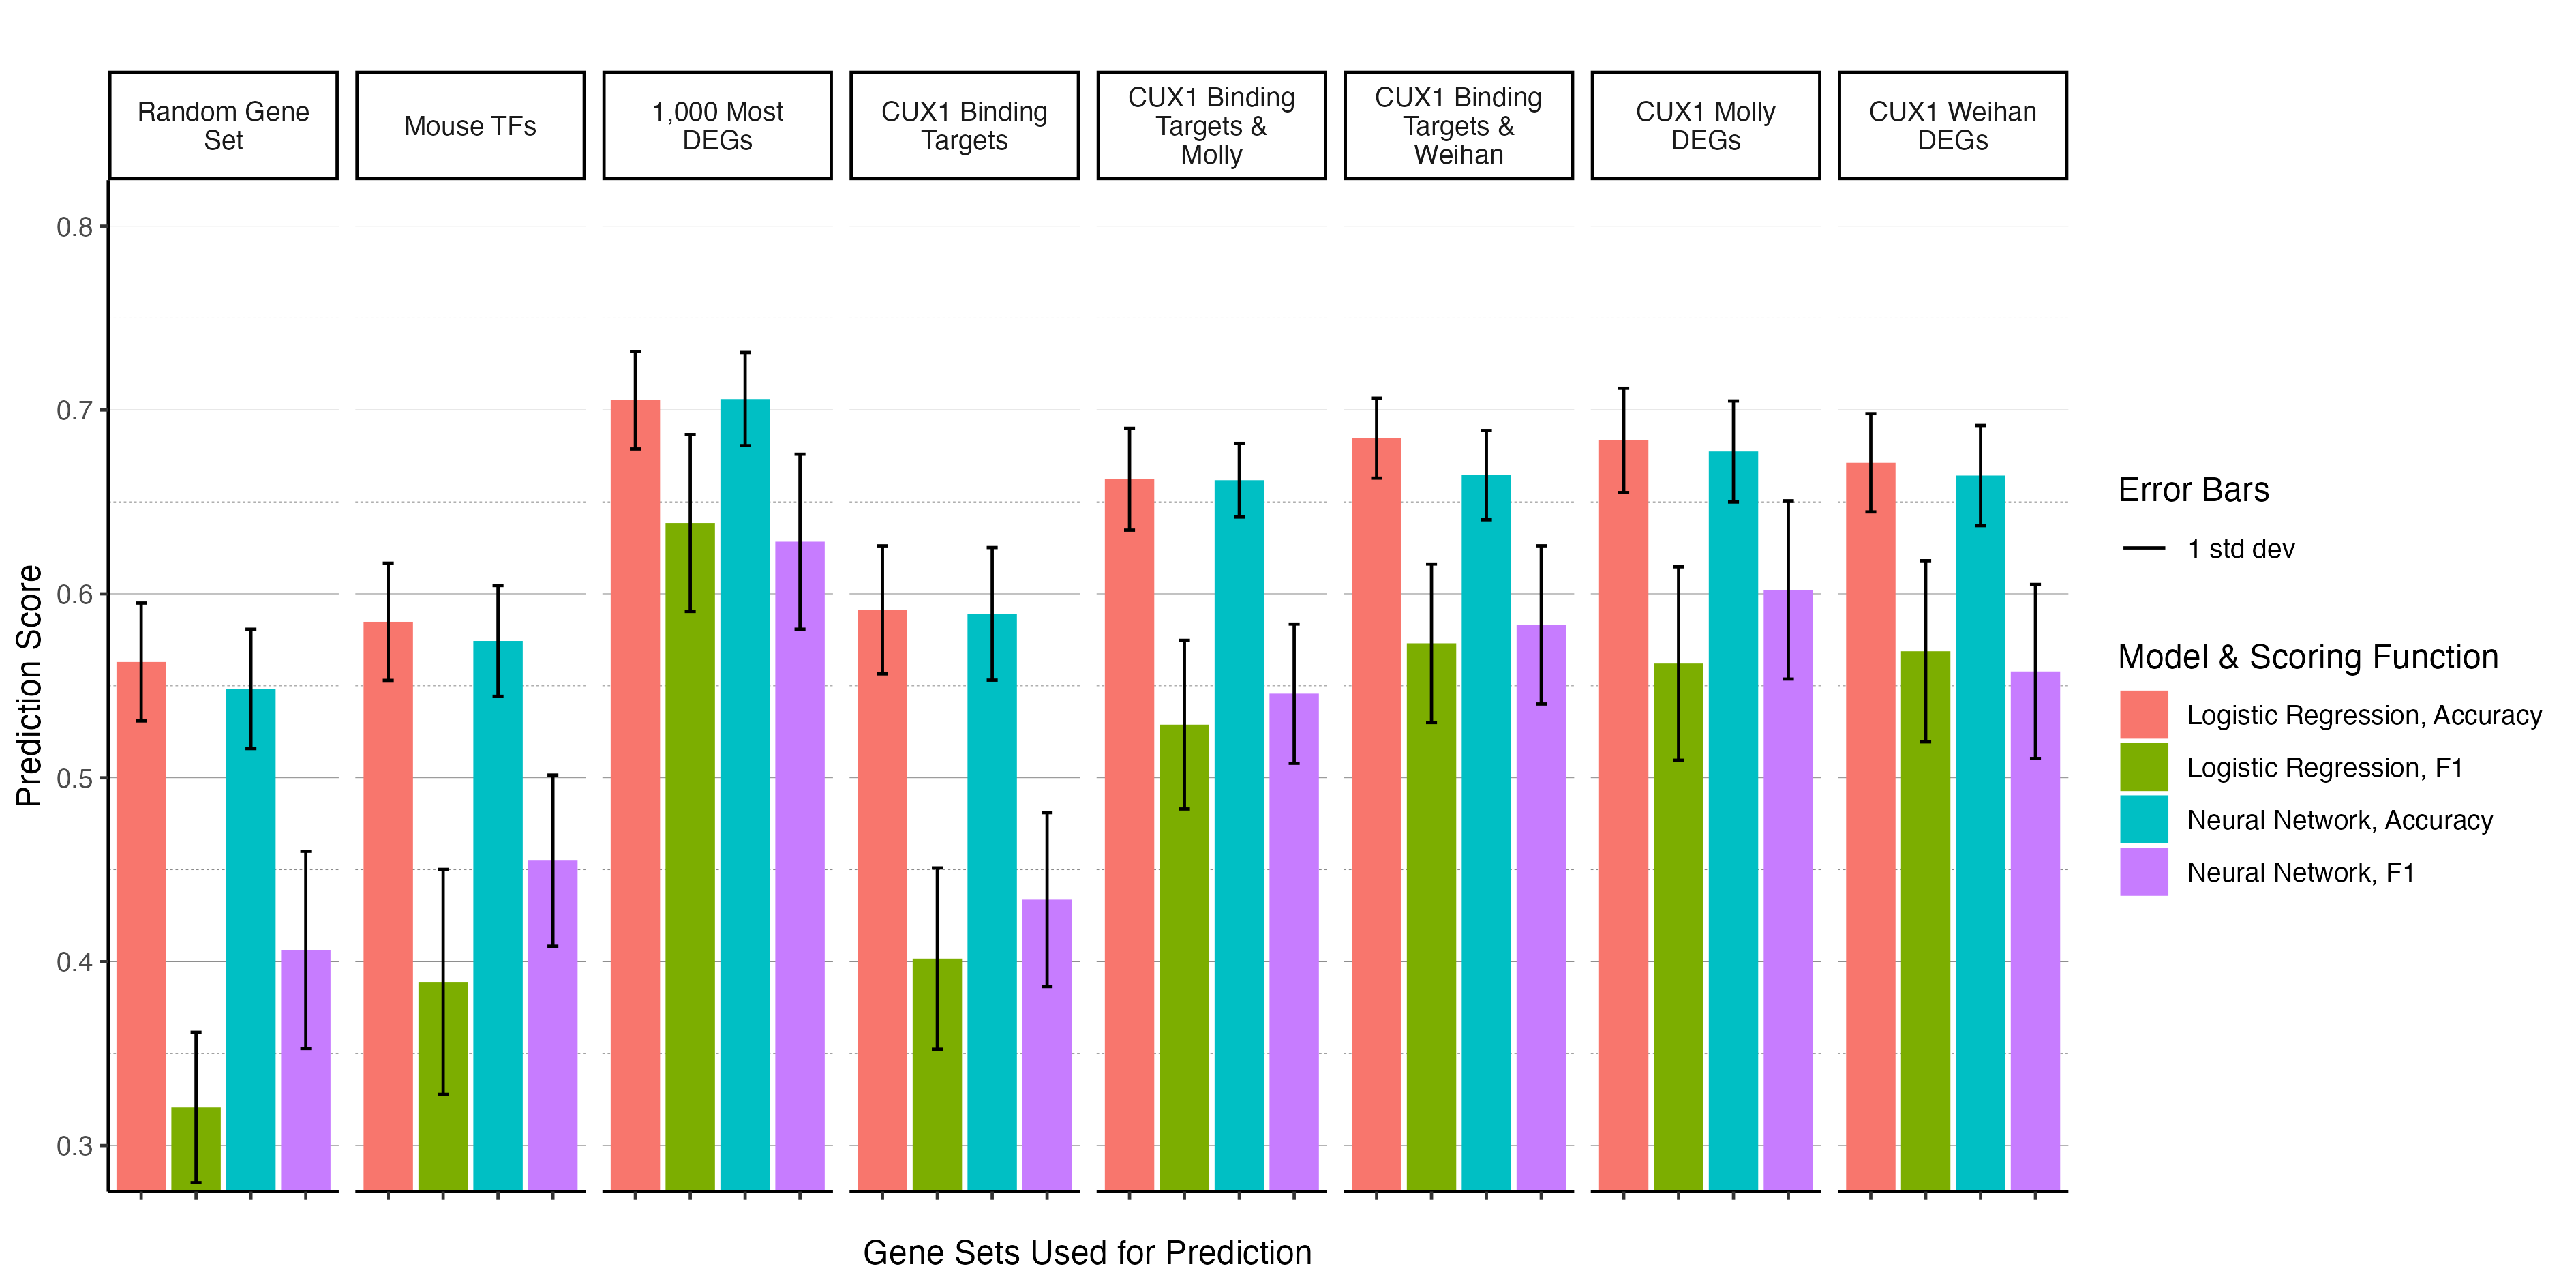 Random Gene
Set
Mouse TFs
1,000 Most
DEGs
CUX1 Binding
Targets
CUX1 Binding
Targets &
Molly
CUX1 Binding
Targets &
Weihan
CUX1 Molly
DEGs
CUX1 Weihan
DEGs
Prediction Score
0.8
0.7
0.6
0.5
0.4
0.3
Gene Sets Used for Prediction
Error Bars
1 std dev
Model & Scoring Function
Logistic Regression, Accuracy
Logistic Regression, F1
Neural Network, Accuracy
Neural Network, F1